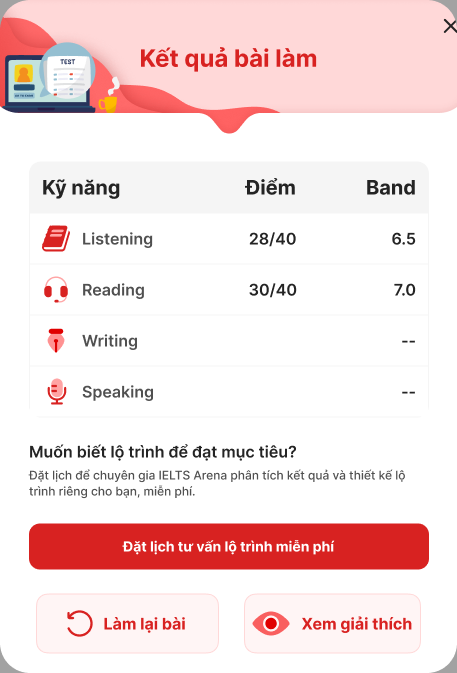 TEST
Kết quả bài làm
Kỹ năng Điểm Band
Listening 28/40 6.5
Reading 30/40 7.0
Writing --
Speaking --
Muốn biết lộ trình để đạt mục tiêu?
Đặt lịch để chuyên gia IELTS Arena phân tích kết quả và thiết kế lộ
trình riêng cho bạn, miễn phí.
Đặt lịch tư vấn lộ trình miễn phí
Làm lại bài Xem giải thích